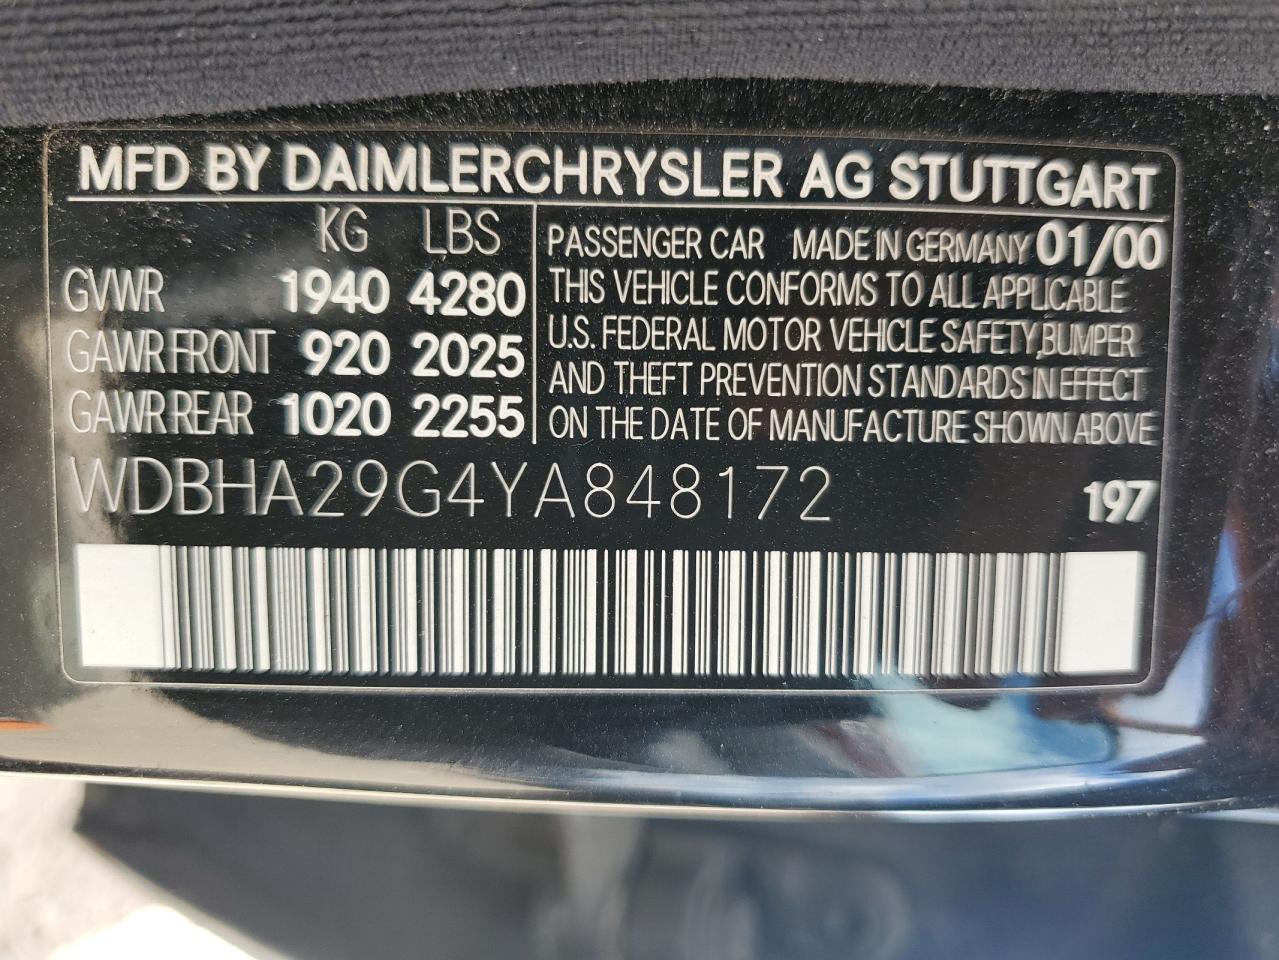 MFD BY DAIMLERCHRYSLER AG STUTTGART
KG LBS
GVWR 1940 4280
GAWR FRONT 920 2025
GAWR REAR 1020 2255
PASSENGER CAR MADE IN GERMANY 01/00
THIS VEHICLE CONFORMS TO ALL APPLICABLE
U.S. FEDERAL MOTOR VEHICLE SAFETY, BUMPER
AND THEFT PREVENTION STANDARDS IN EFFECT
ON THE DATE OF MANUFACTURE SHOWN ABOVE
WDBHA29G4YA848172 197